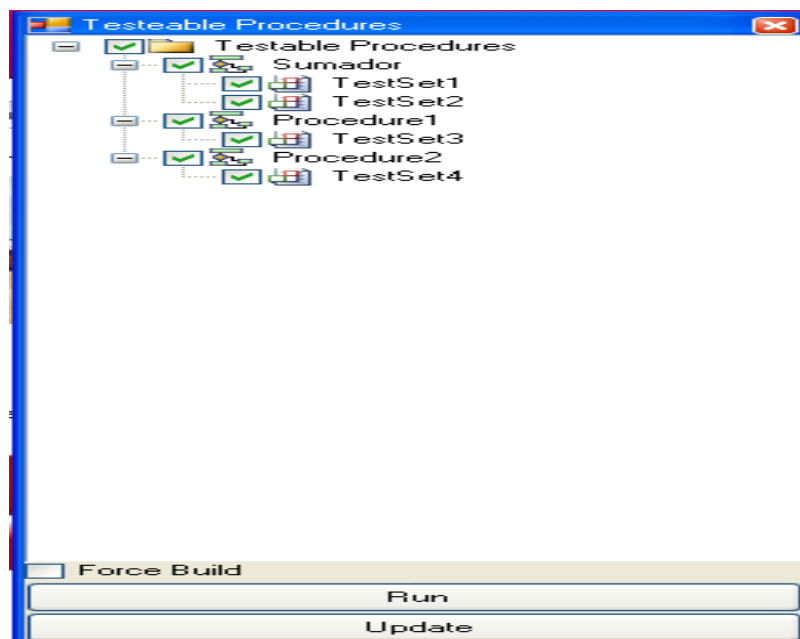 Testeable Procedures
Testable Procedures
Sumador
TestSet1
TestSet2
Procedure1
TestSet3
Procedure2
TestSet4
Force Build
Run
Update